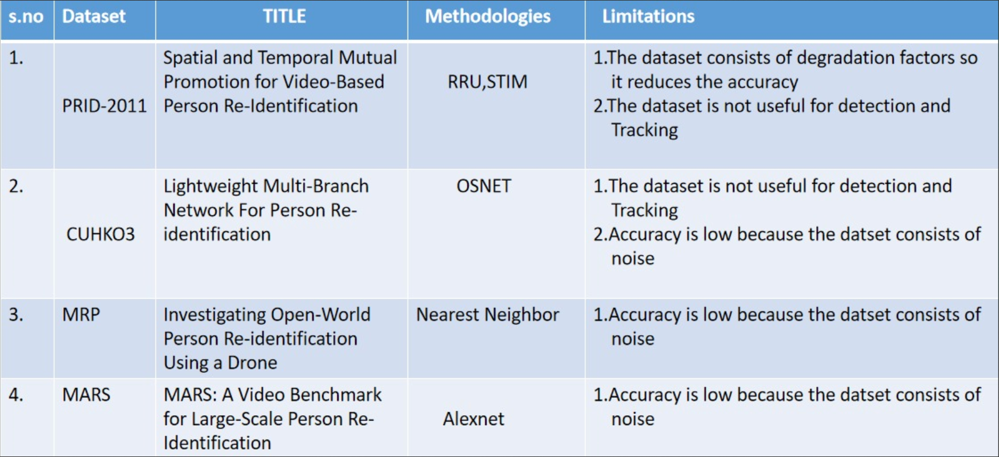 s.no Dataset TITLE Methodologies Limitations
1.
PRID-2011
Spatial and Temporal Mutual
Promotion for Video-Based
Person Re-Identification
RRU,STIM
1.The dataset consists of degradation factors so
it reduces the accuracy
2.The dataset is not useful for detection and
Tracking
2.
CUHKO3
Lightweight Multi-Branch
Network For Person Re-
identification
OSNET
1.The dataset is not useful for detection and
Tracking
2.Accuracy is low because the datset consists of
noise
3.
MRP
Investigating Open-World
Person Re-identification
Using a Drone
Nearest Neighbor
1.Accuracy is low because the datset consists of
noise
4.
MARS
MARS: A Video Benchmark
for Large-Scale Person Re-
Identification
Alexnet
1.Accuracy is low because the datset consists of
noise